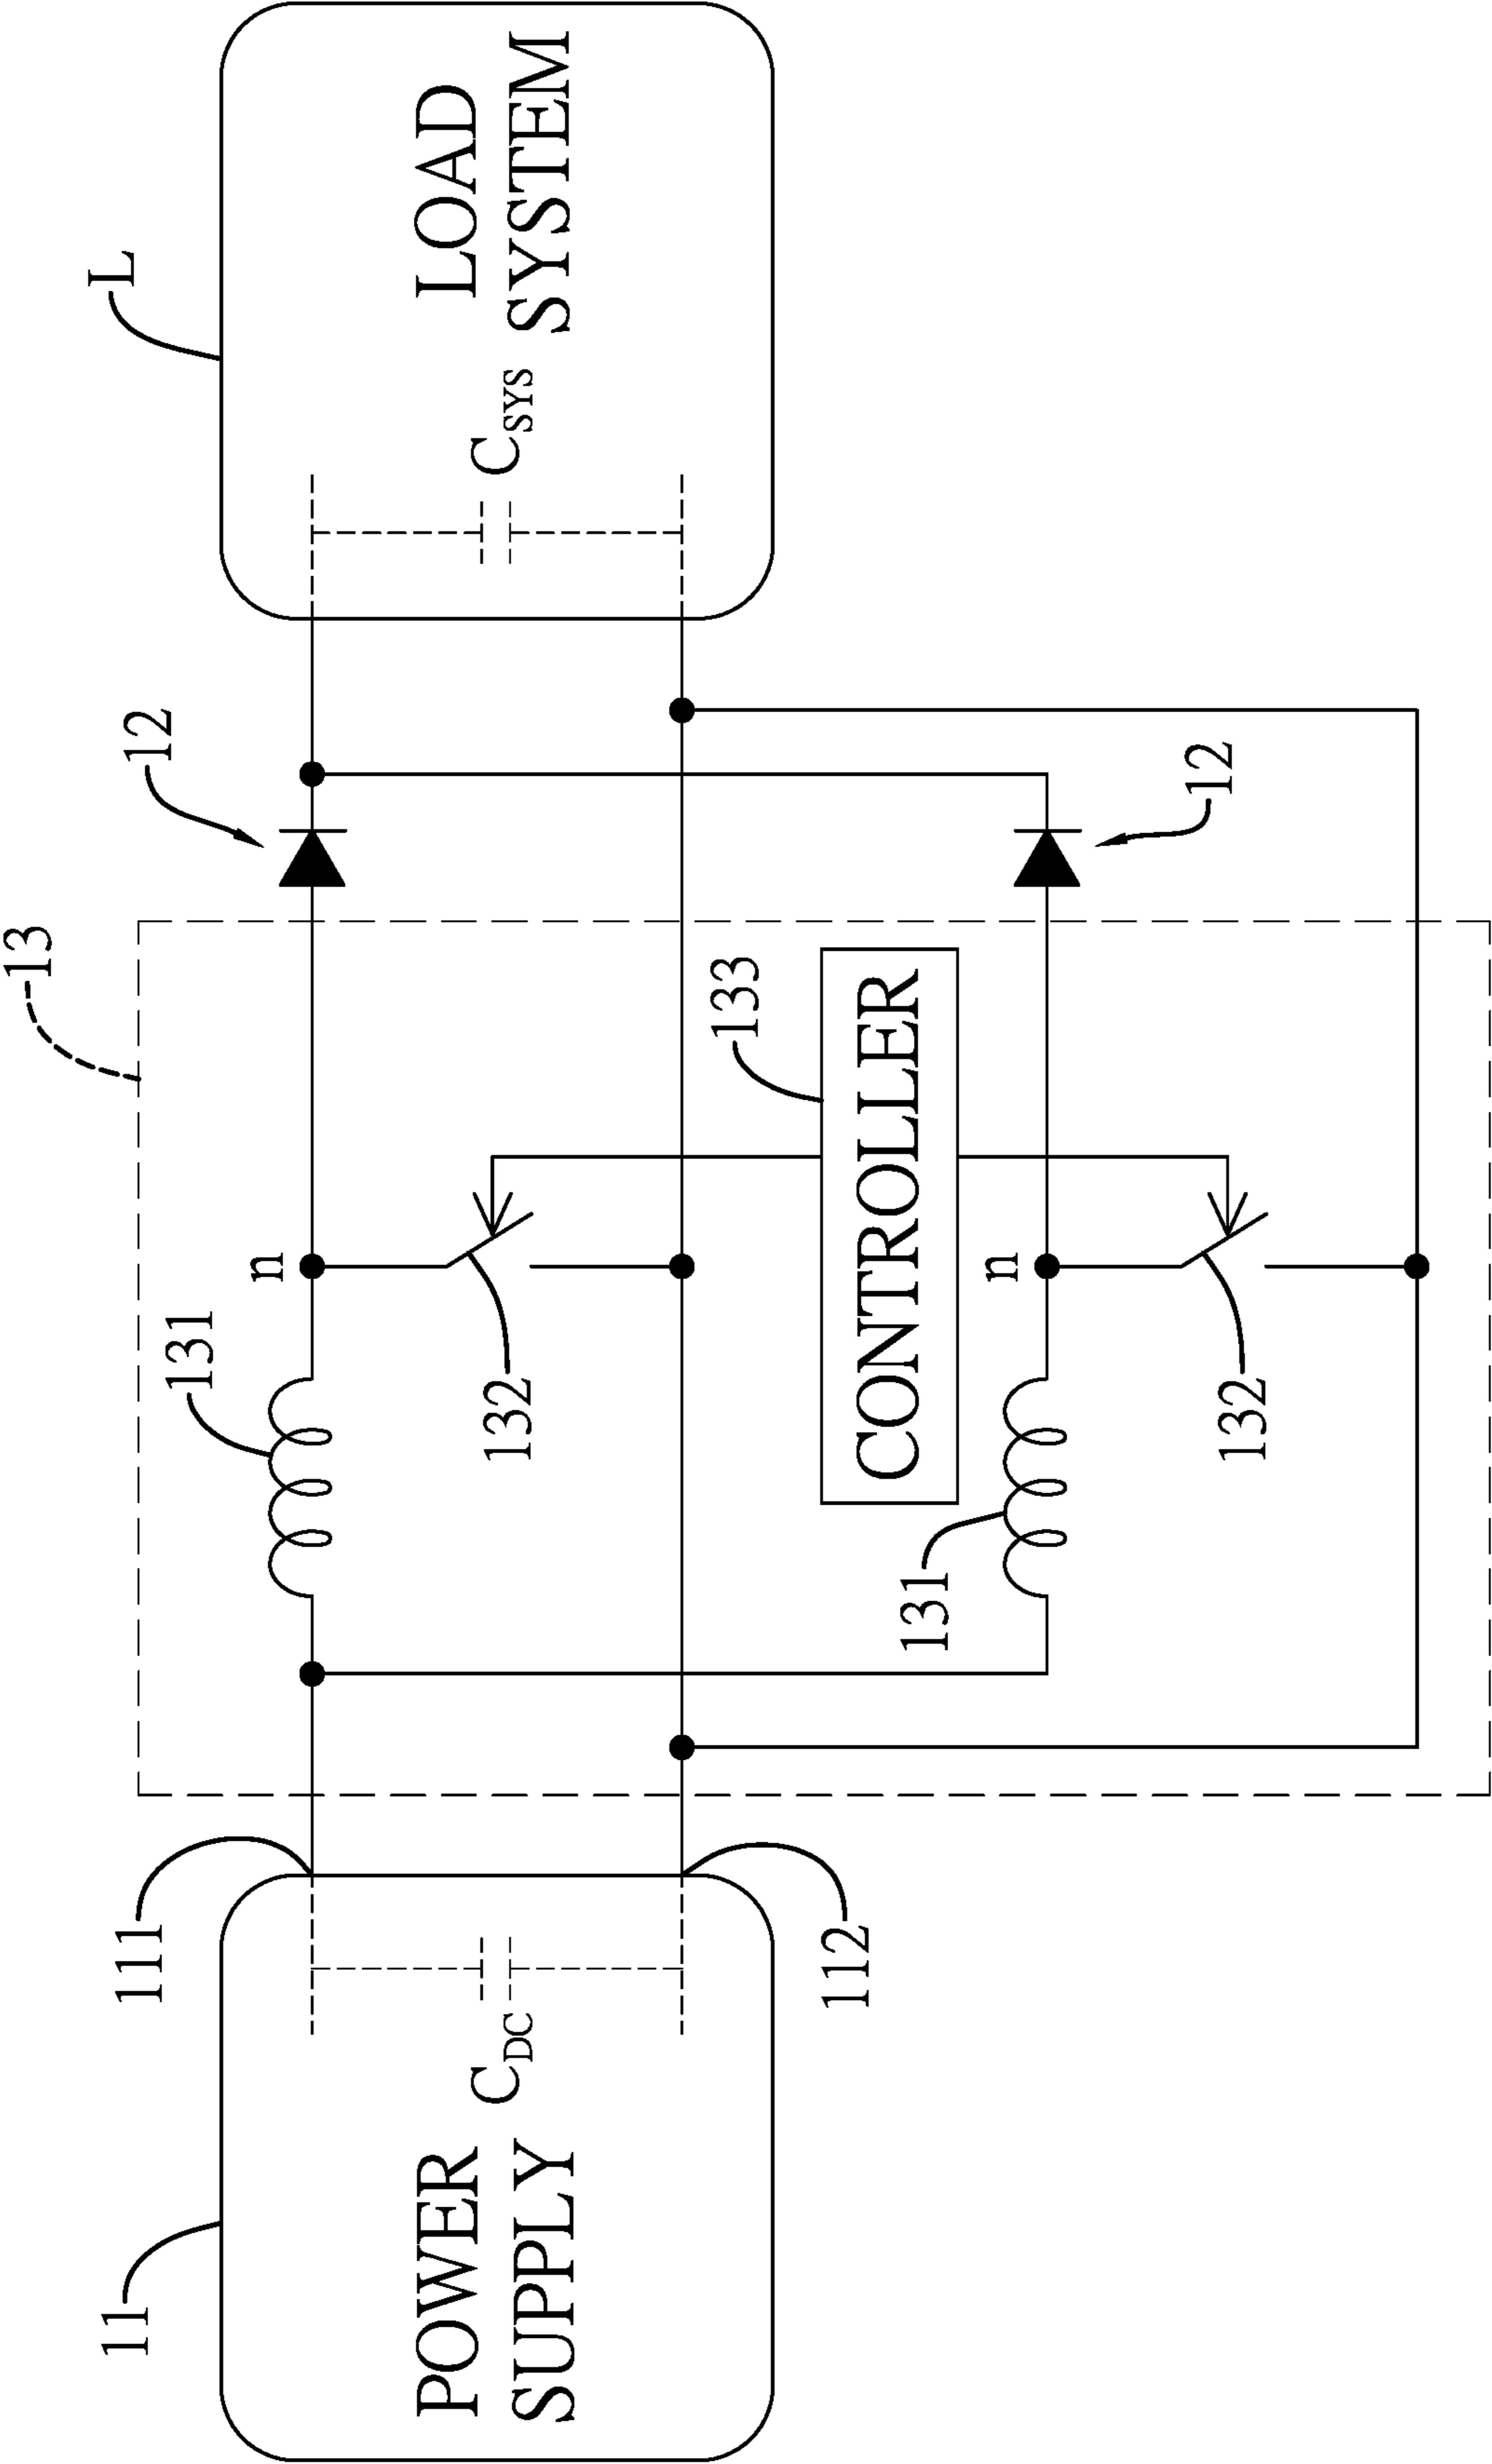 11
POWER
SUPPLY
C_DC
111
112
13
131
n
132
133
CONTROLLER
131
n
132
12
12
L
C_SYS
LOAD
SYSTEM